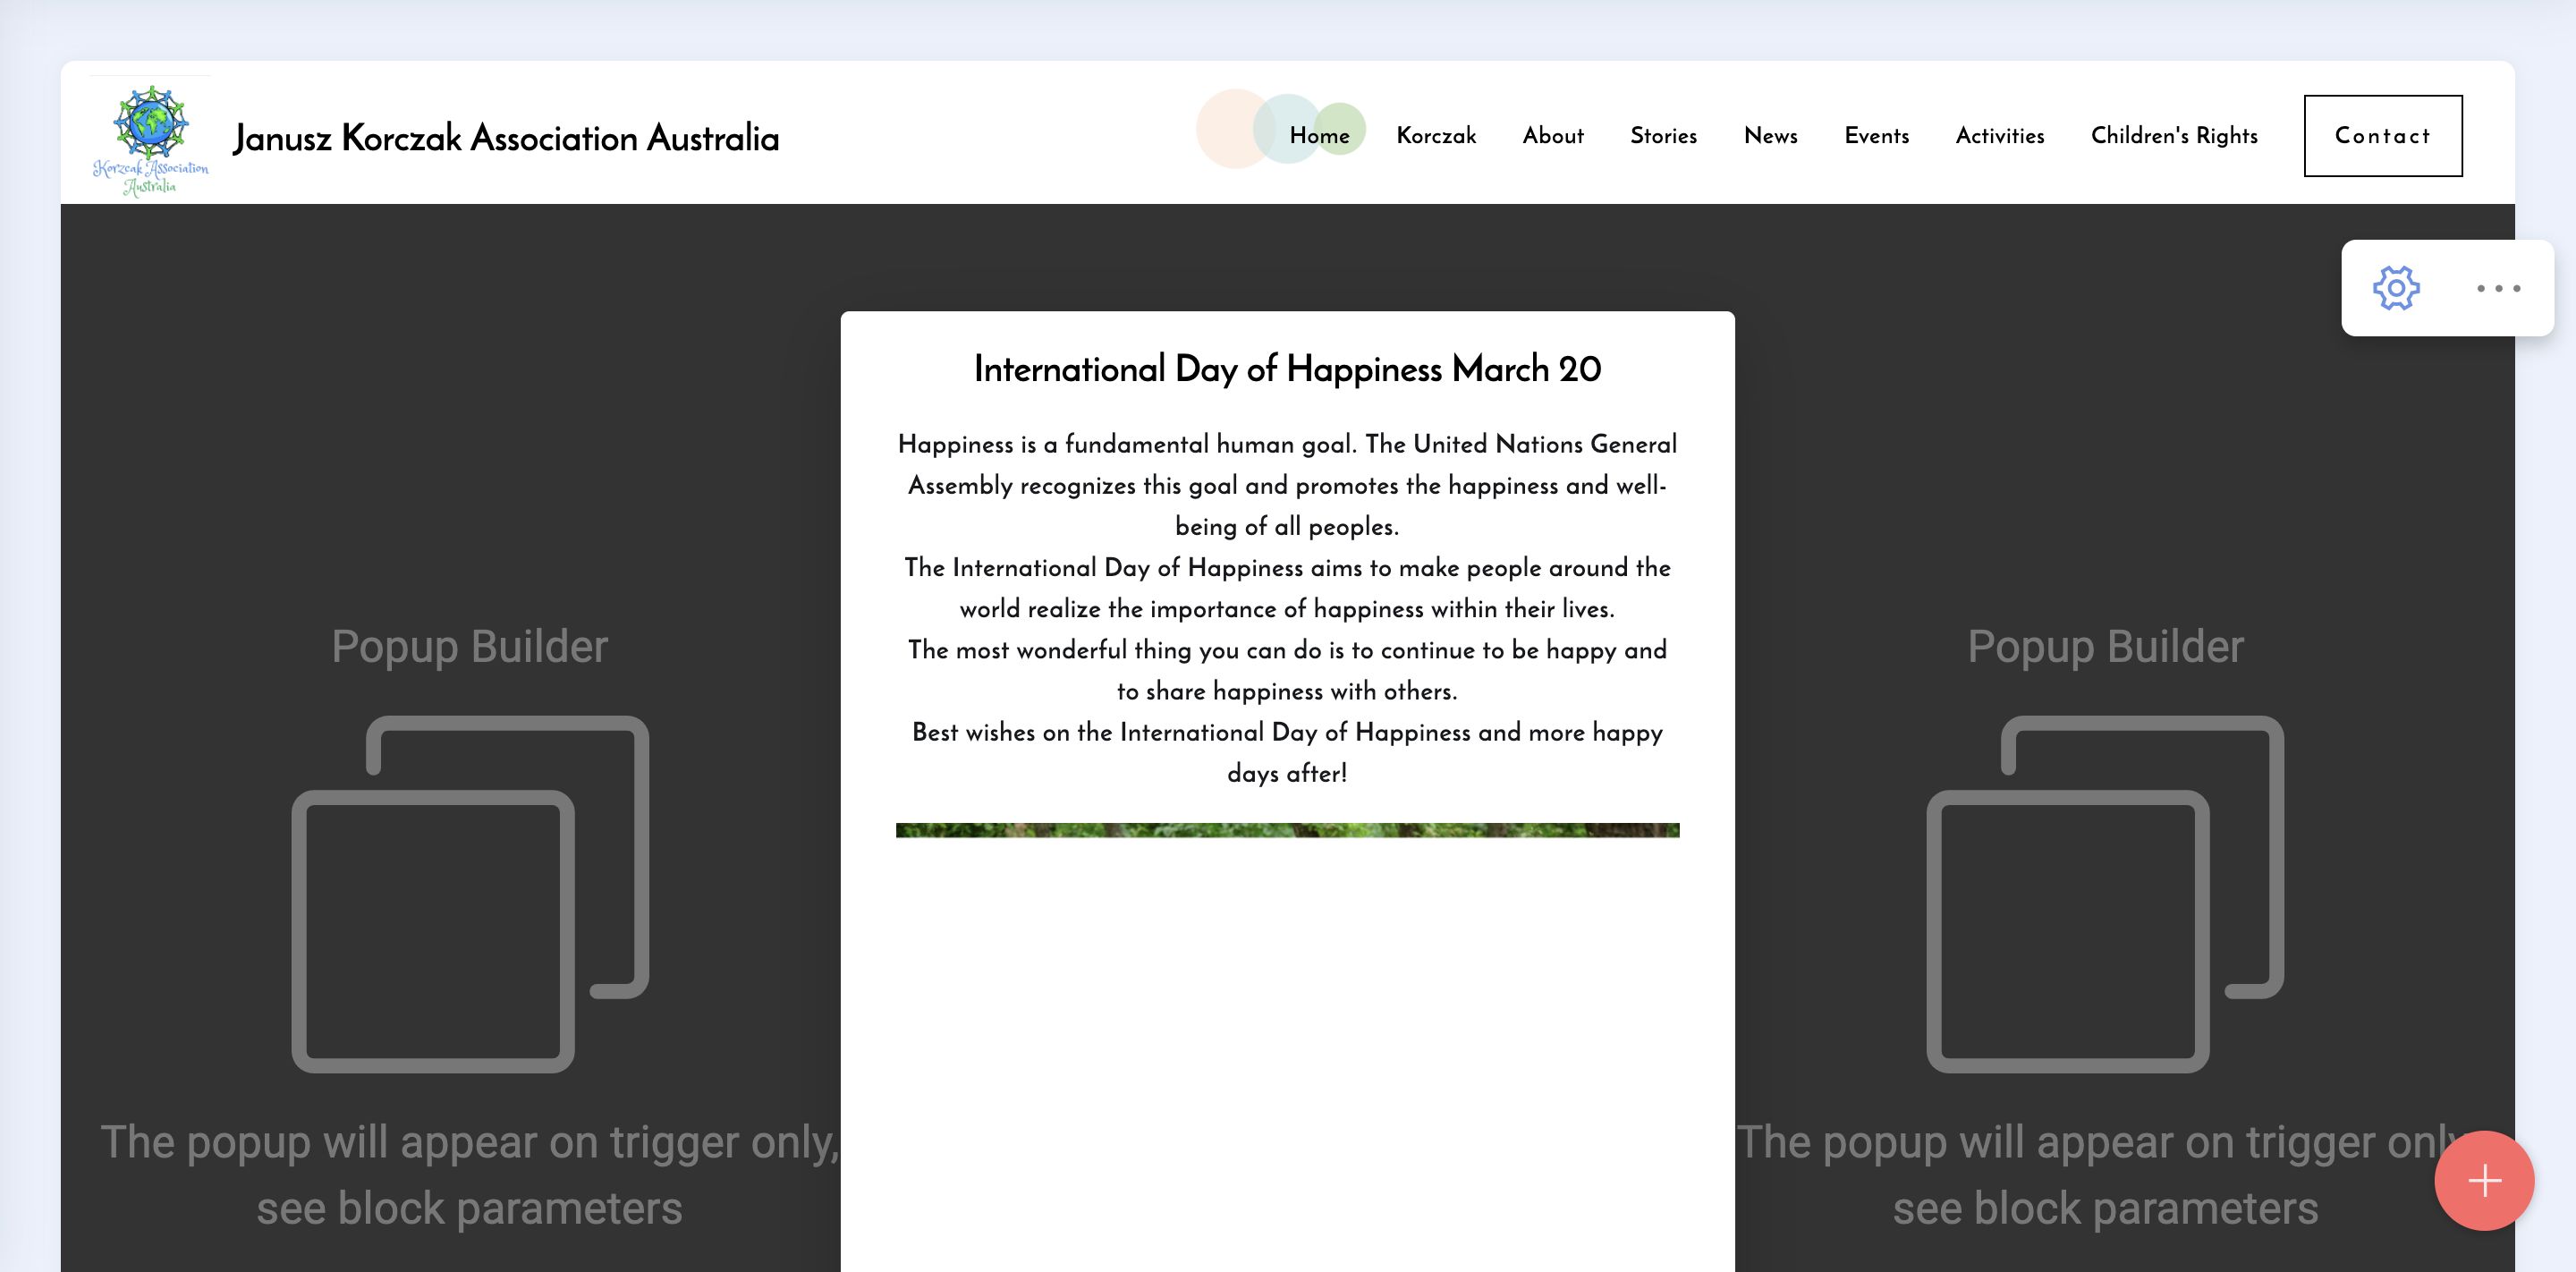 Korzcak Association
Australia
Janusz Korczak Association Australia
Home Korczak About Stories News Events Activities Children's Rights Contact
International Day of Happiness March 20
Happiness is a fundamental human goal. The United Nations General
Assembly recognizes this goal and promotes the happiness and well-
being of all peoples.
The International Day of Happiness aims to make people around the
world realize the importance of happiness within their lives.
The most wonderful thing you can do is to continue to be happy and
to share happiness with others.
Best wishes on the International Day of Happiness and more happy
days after!
Popup Builder
The popup will appear on trigger only,
see block parameters
Popup Builder
The popup will appear on trigger only
see block parameters